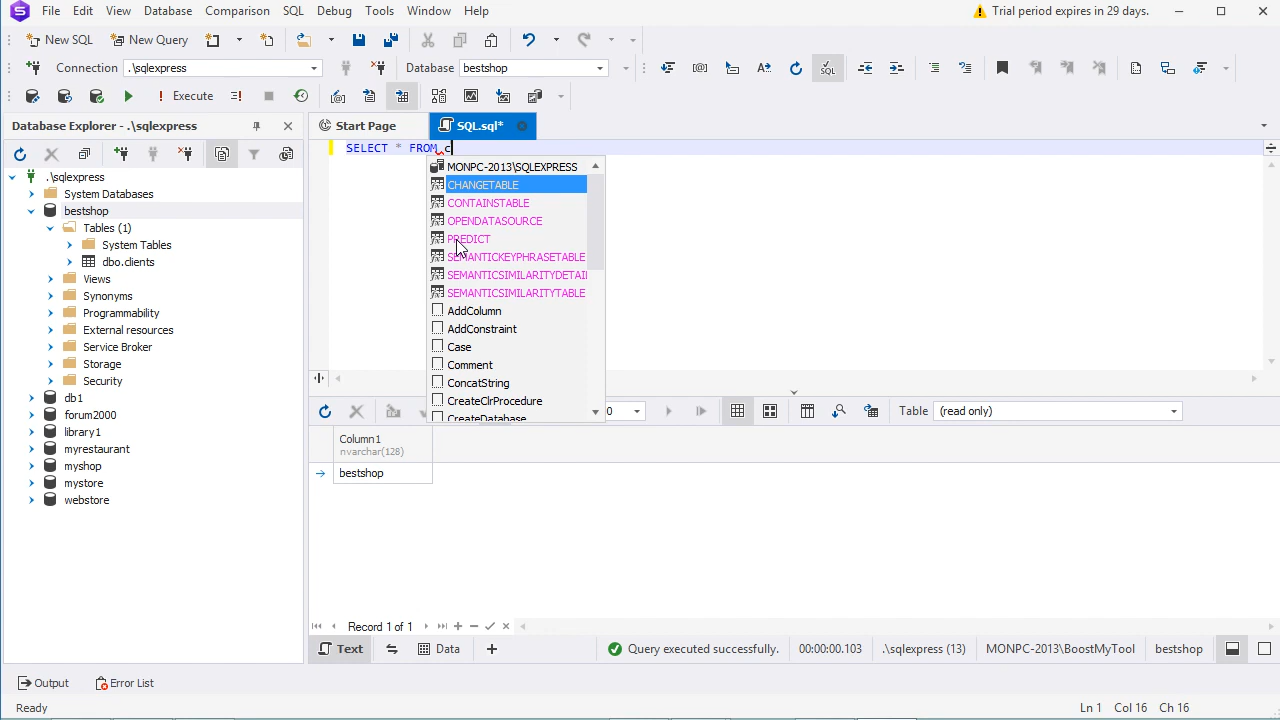 File Edit View Database Comparison SQL Debug Tools Window Help Trial period expires in 29 days.
New SQL New Query
Connection .\sqlexpress Database bestshop
Execute
Database Explorer - .\sqlexpress
Start Page SQL.sql*
.\sqlexpress
System Databases
bestshop
Tables (1)
System Tables
dbo.clients
Views
Synonyms
Programmability
External resources
Service Broker
Storage
Security
db1
forum2000
library1
myrestaurant
myshop
mystore
webstore
SELECT * FROM c
MONPC-2013\SQLEXPRESS
CHANGETABLE
CONTAINSTABLE
OPENDATASOURCE
PREDICT
SEMANTICKEYPHRASETABLE
SEMANTICSIMILARITYDETAI
SEMANTICSIMILARITYTABLE
AddColumn
AddConstraint
Case
Comment
ConcatString
CreateClrProcedure
CreateDatabase
0 Table (read only)
Column1
nvarchar(128)
bestshop
Record 1 of 1
Text Data Query executed successfully. 00:00:00.103 .\sqlexpress (13) MONPC-2013\BoostMyTool bestshop
Output Error List
Ready Ln 1 Col 16 Ch 16